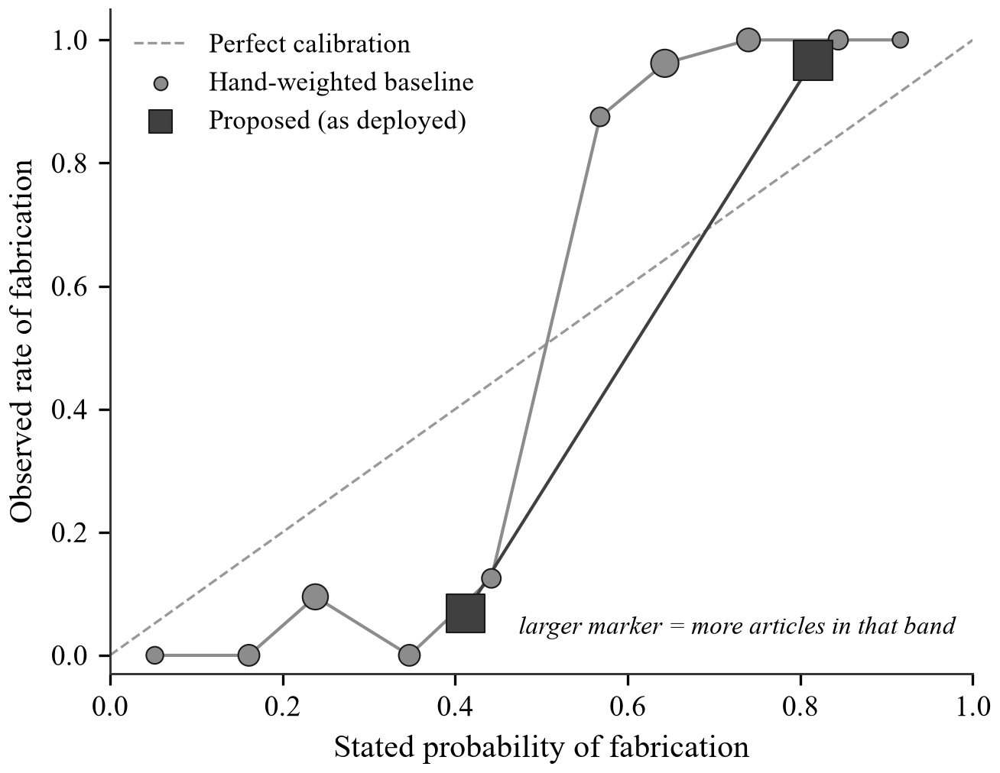 Perfect calibration
Hand-weighted baseline
Proposed (as deployed)
Observed rate of fabrication
1.0
0.8
0.6
0.4
0.2
0.0
larger marker = more articles in that band
0.0 0.2 0.4 0.6 0.8 1.0
Stated probability of fabrication